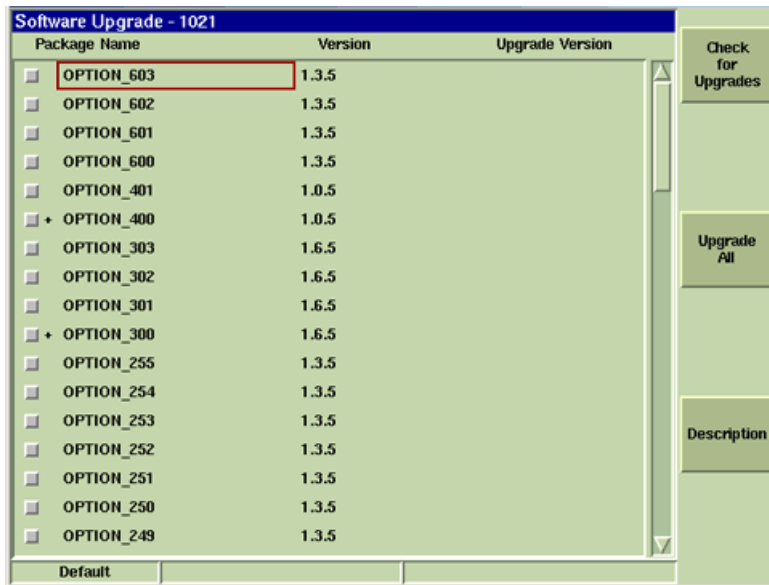 Software Upgrade - 1021
Package Name Version Upgrade Version
OPTION_603 1.3.5
OPTION_602 1.3.5
OPTION_601 1.3.5
OPTION_600 1.3.5
OPTION_401 1.0.5
+ OPTION_400 1.0.5
OPTION_303 1.6.5
OPTION_302 1.6.5
OPTION_301 1.6.5
+ OPTION_300 1.6.5
OPTION_255 1.3.5
OPTION_254 1.3.5
OPTION_253 1.3.5
OPTION_252 1.3.5
OPTION_251 1.3.5
OPTION_250 1.3.5
OPTION_249 1.3.5
Default
Check
for
Upgrades
Upgrade
All
Description